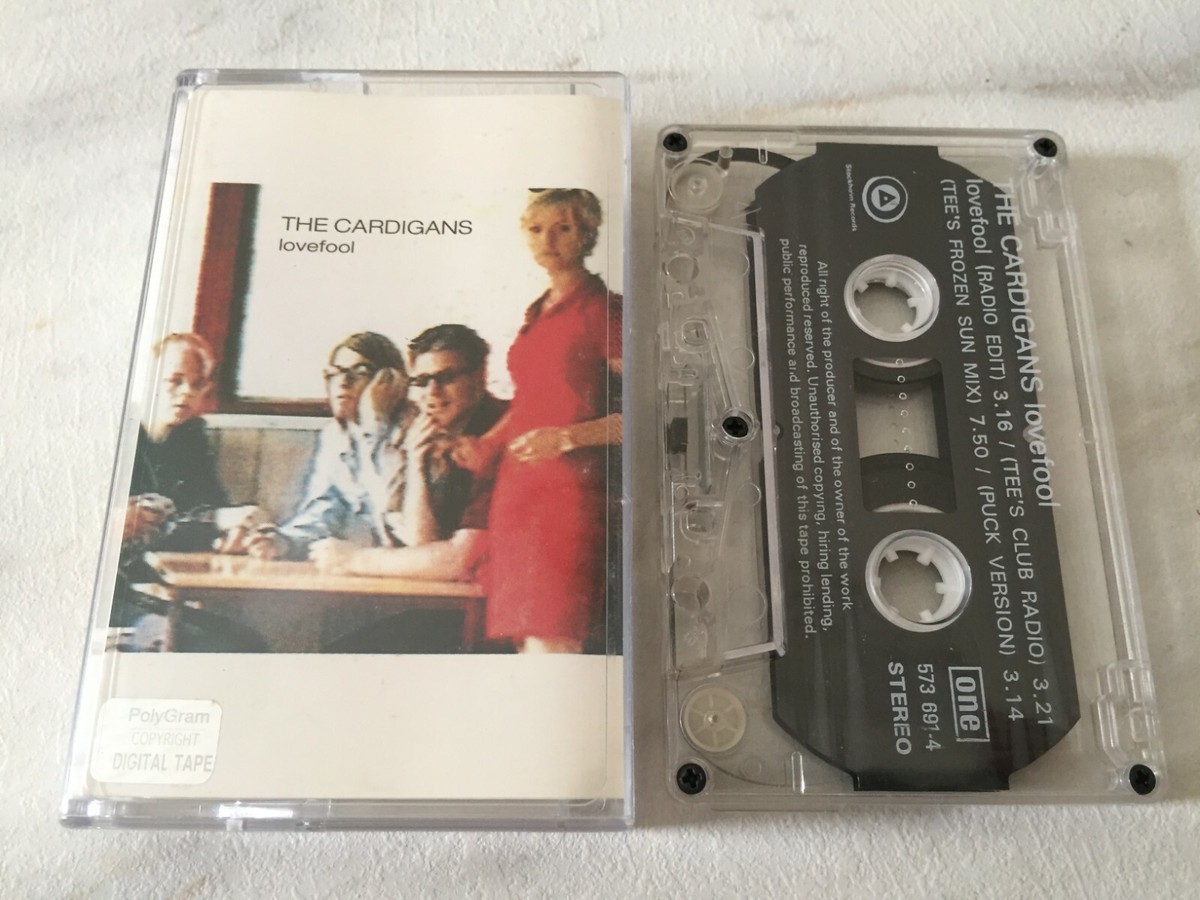 THE CARDIGANS
lovefool
PolyGram
COPYRIGHT
DIGITAL TAPE
THE CARDIGANS lovefool
lovefool (RADIO EDIT) 3.16 / (TEE'S CLUB RADIO) 3.21
(TEE'S FROZEN SUN MIX) 7.50 / (PUCK VERSION) 3.14
Stockholm Records
one
573 691-4
STEREO
All right of the producer and of the owner of the work
reproduced reserved. Unauthorised copying, hiring lending,
public performance and broadcasting of this tape prohibited.